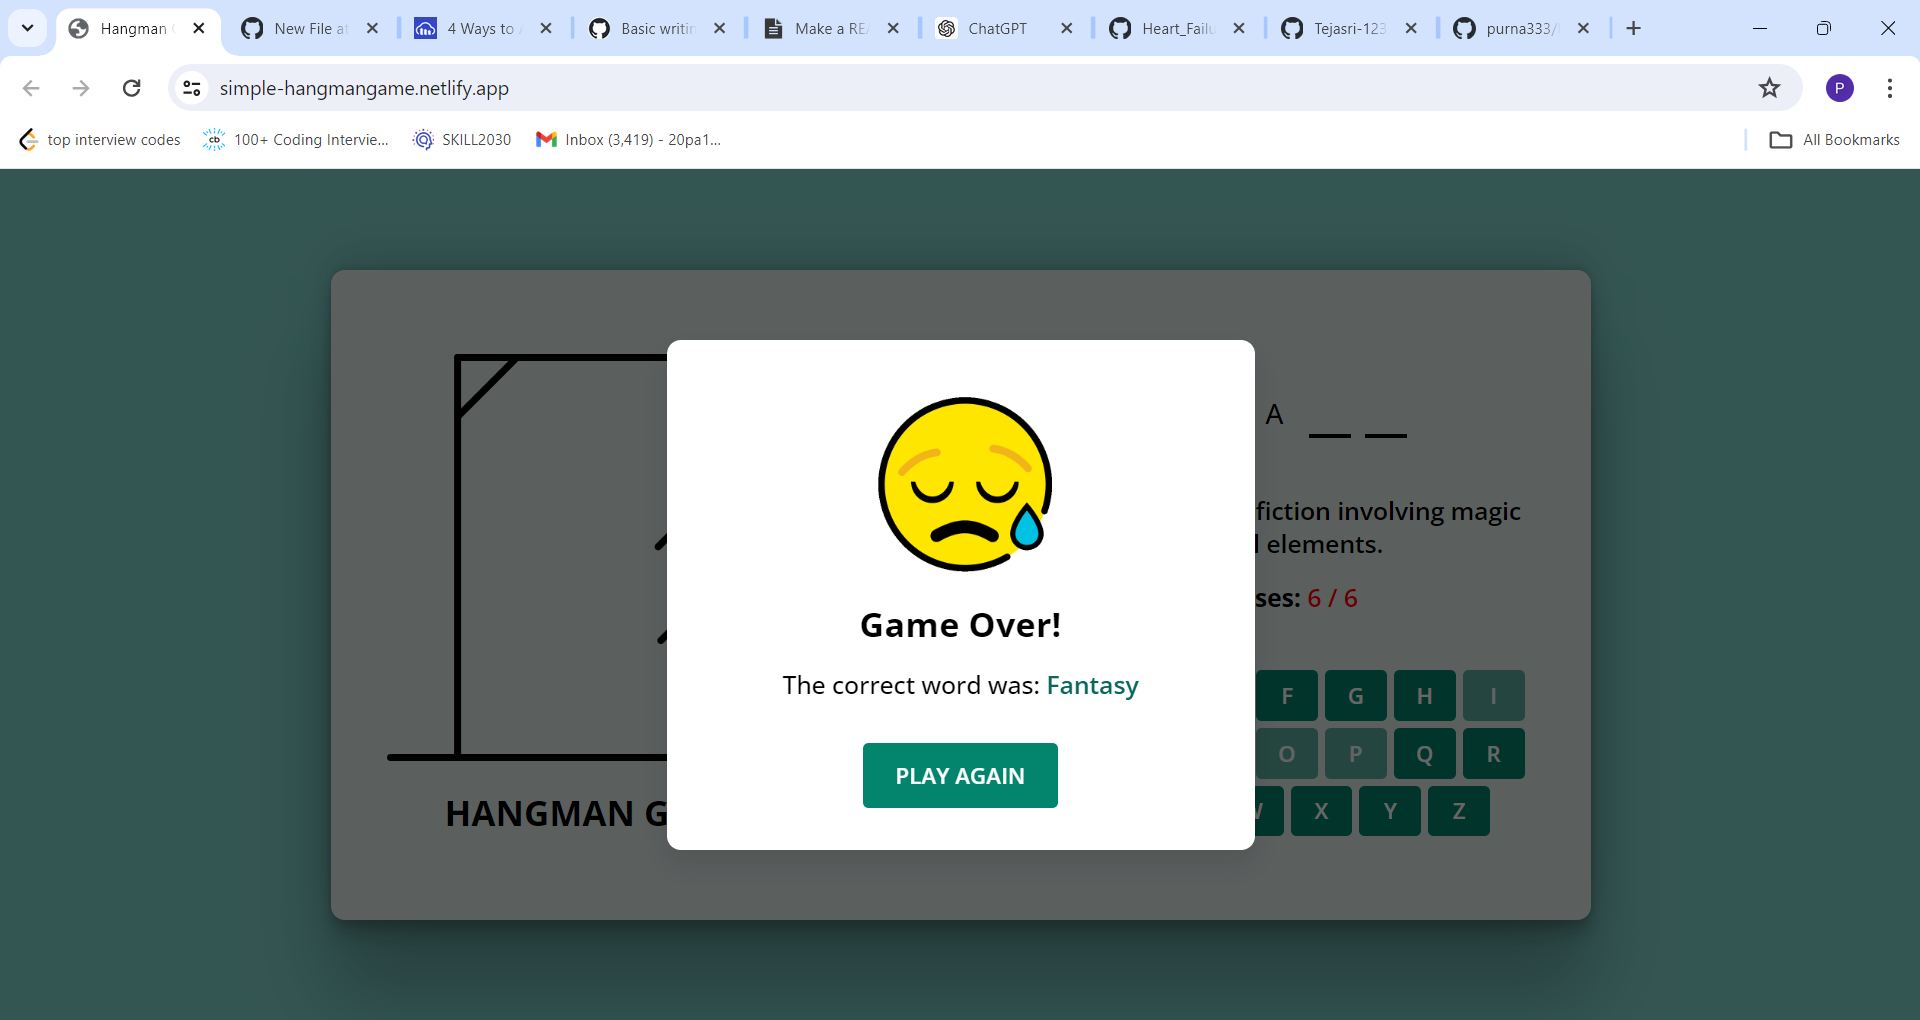 Hangman
New File at
4 Ways to
Basic writin
Make a RE
ChatGPT
Heart_Failu
Tejasri-123
purna333/
simple-hangmangame.netlify.app
P
top interview codes
cb
100+ Coding Intervie...
SKILL2030
Inbox (3,419) - 20pa1...
All Bookmarks
A
fiction involving magic
elements.
ses: 6 / 6
Game Over!
The correct word was: Fantasy
PLAY AGAIN
F G H I
O P Q R
X Y Z
HANGMAN G